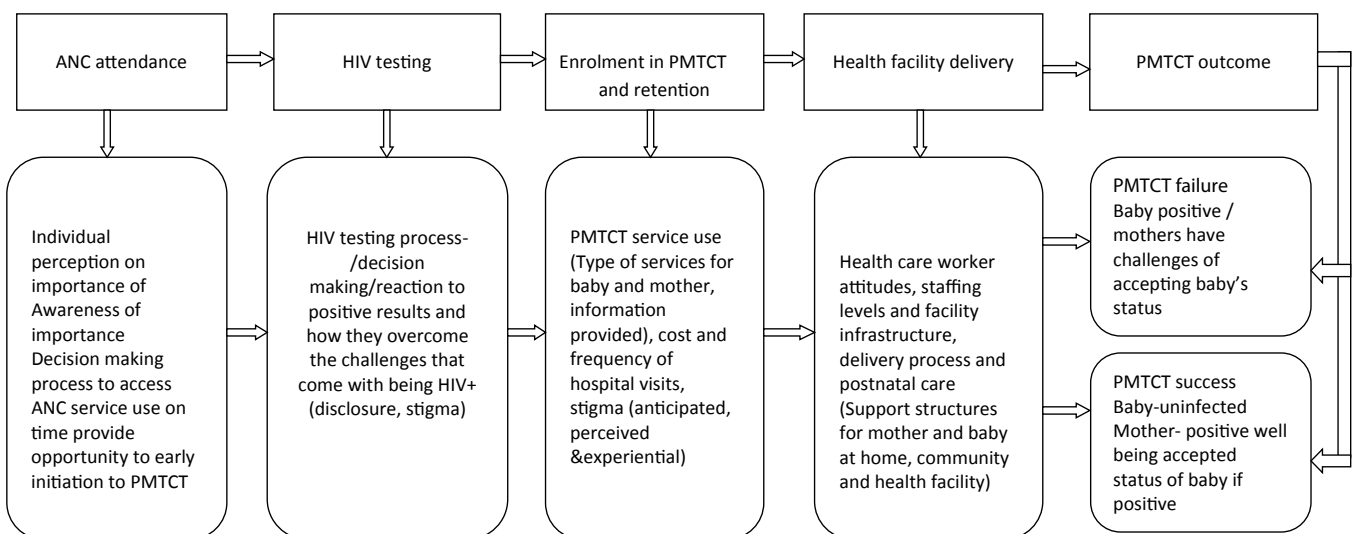 ANC attendance
HIV testing
Enrolment in PMTCT
and retention
Health facility delivery
PMTCT outcome
Individual
perception on
importance of
Awareness of
importance
Decision making
process to access
ANC service use on
time provide
opportunity to early
initiation to PMTCT
HIV testing process-
/decision
making/reaction to
positive results and
how they overcome
the challenges that
come with being HIV+
(disclosure, stigma)
PMTCT service use
(Type of services for
baby and mother,
information
provided), cost and
frequency of
hospital visits,
stigma (anticipated,
perceived
&experiential)
Health care worker
attitudes, staffing
levels and facility
infrastructure,
delivery process and
postnatal care
(Support structures
for mother and baby
at home, community
and health facility)
PMTCT failure
Baby positive /
mothers have
challenges of
accepting baby's
status
PMTCT success
Baby-uninfected
Mother- positive well
being accepted
status of baby if
positive